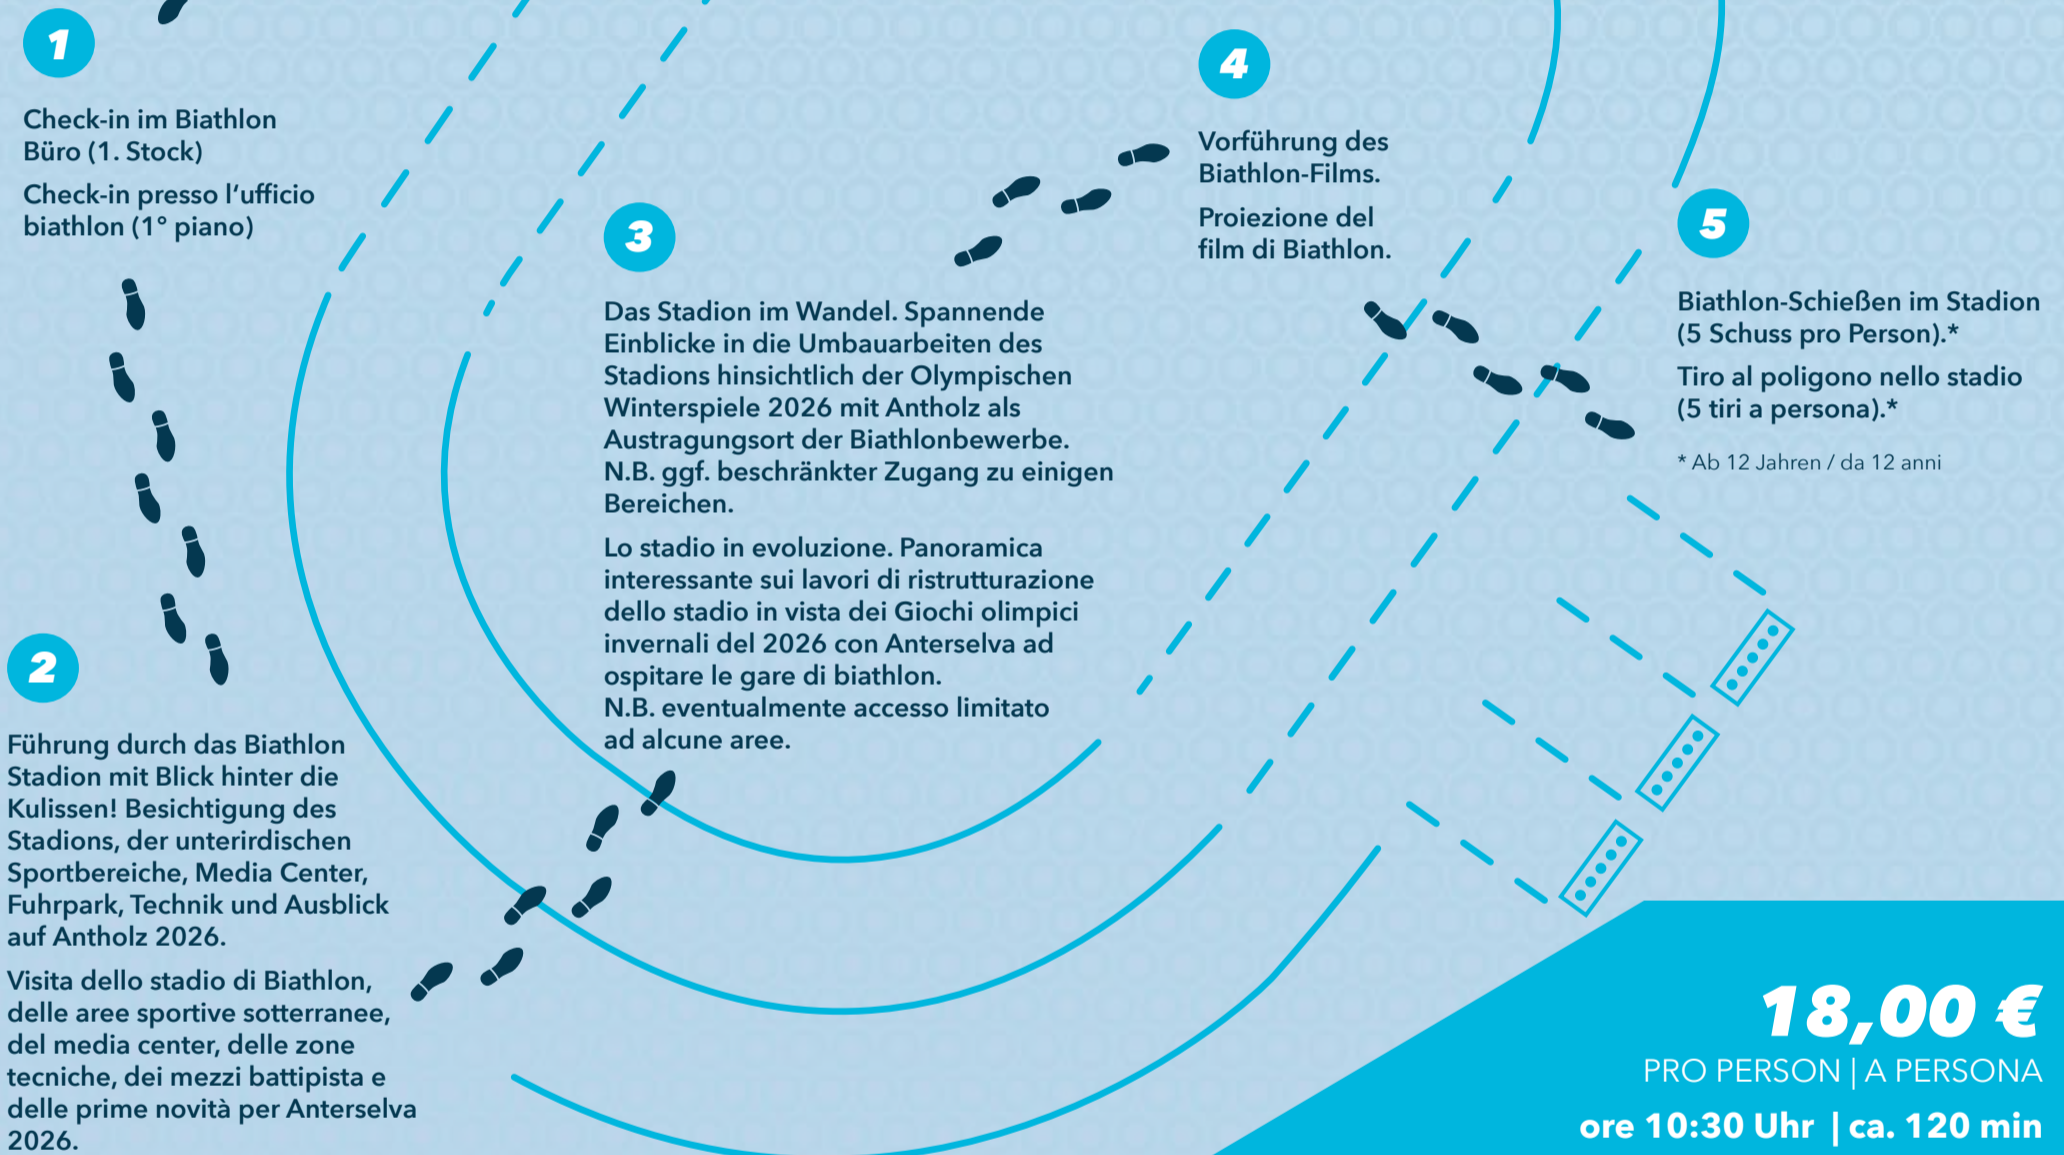 1
Check-in im Biathlon
Büro (1. Stock)
Check-in presso l‘ufficio
biathlon (1° piano)
2
Führung durch das Biathlon
Stadion mit Blick hinter die
Kulissen! Besichtigung des
Stadions, der unterirdischen
Sportbereiche, Media Center,
Fuhrpark, Technik und Ausblick
auf Antholz 2026.
Visita dello stadio di Biathlon,
delle aree sportive sotterranee,
del media center, delle zone
tecniche, dei mezzi battipista e
delle prime novità per Anterselva
2026.
3
Das Stadion im Wandel. Spannende
Einblicke in die Umbauarbeiten des
Stadions hinsichtlich der Olympischen
Winterspiele 2026 mit Antholz als
Austragungsort der Biathlonbewerbe.
N.B. ggf. beschränkter Zugang zu einigen
Bereichen.
Lo stadio in evoluzione. Panoramica
interessante sui lavori di ristrutturazione
dello stadio in vista dei Giochi olimpici
invernali del 2026 con Anterselva ad
ospitare le gare di biathlon.
N.B. eventualmente accesso limitato
ad alcune aree.
4
Vorführung des
Biathlon-Films.
Proiezione del
film di Biathlon.
5
Biathlon-Schießen im Stadion
(5 Schuss pro Person).*
Tiro al poligono nello stadio
(5 tiri a persona).*
* Ab 12 Jahren / da 12 anni
18,00 €
PRO PERSON | A PERSONA
ore 10:30 Uhr | ca. 120 min